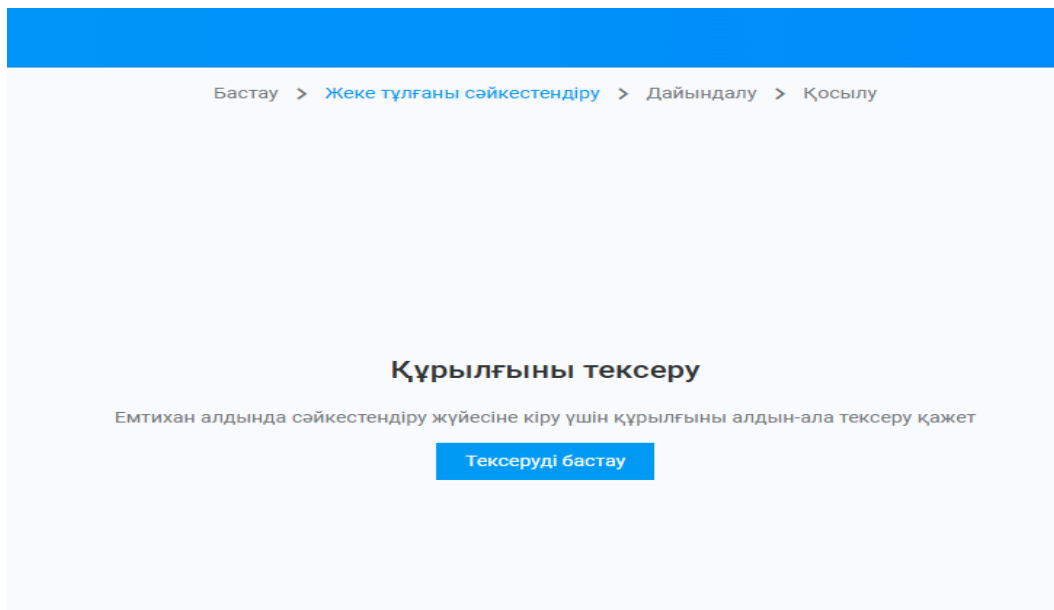 Бастау > Жеке тұлғаны сәйкестендіру > Дайындалу > Қосылу
Құрылғыны тексеру
Емтихан алдында сәйкестендіру жүйесіне кіру үшін құрылғыны алдын-ала тексеру қажет
Тексеруді бастау